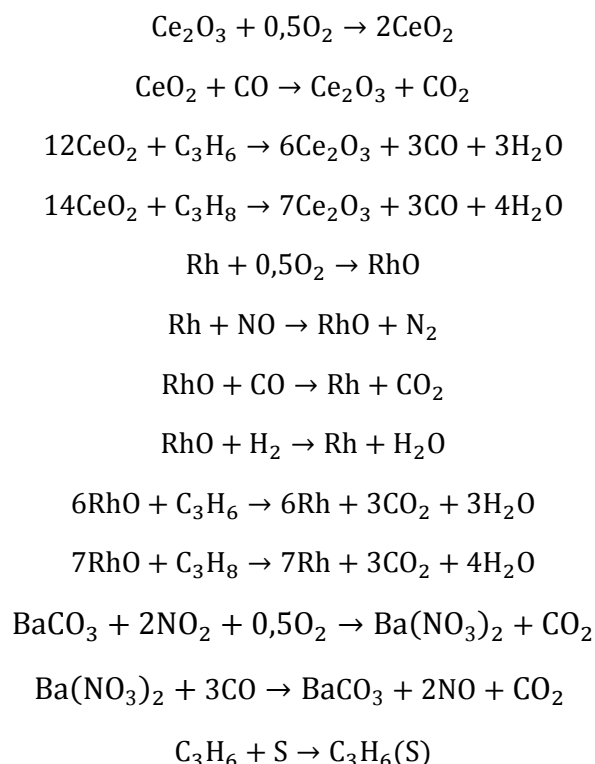 Ce₂O₃ + 0,5O₂ → 2CeO₂
CeO₂ + CO → Ce₂O₃ + CO₂
12CeO₂ + C₃H₆ → 6Ce₂O₃ + 3CO + 3H₂O
14CeO₂ + C₃H₈ → 7Ce₂O₃ + 3CO + 4H₂O
Rh + 0,5O₂ → RhO
Rh + NO → RhO + N₂
RhO + CO → Rh + CO₂
RhO + H₂ → Rh + H₂O
6RhO + C₃H₆ → 6Rh + 3CO₂ + 3H₂O
7RhO + C₃H₈ → 7Rh + 3CO₂ + 4H₂O
BaCO₃ + 2NO₂ + 0,5O₂ → Ba(NO₃)₂ + CO₂
Ba(NO₃)₂ + 3CO → BaCO₃ + 2NO + CO₂
C₃H₆ + S → C₃H₆(S)